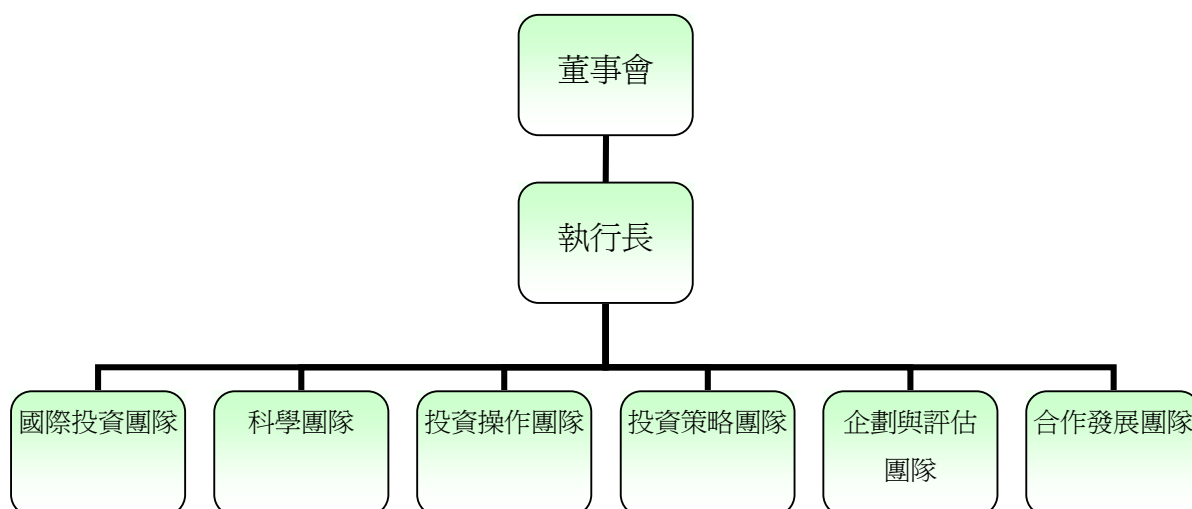 董事會
執行長
國際投資團隊
科學團隊
投資操作團隊
投資策略團隊
企劃與評估
團隊
合作發展團隊